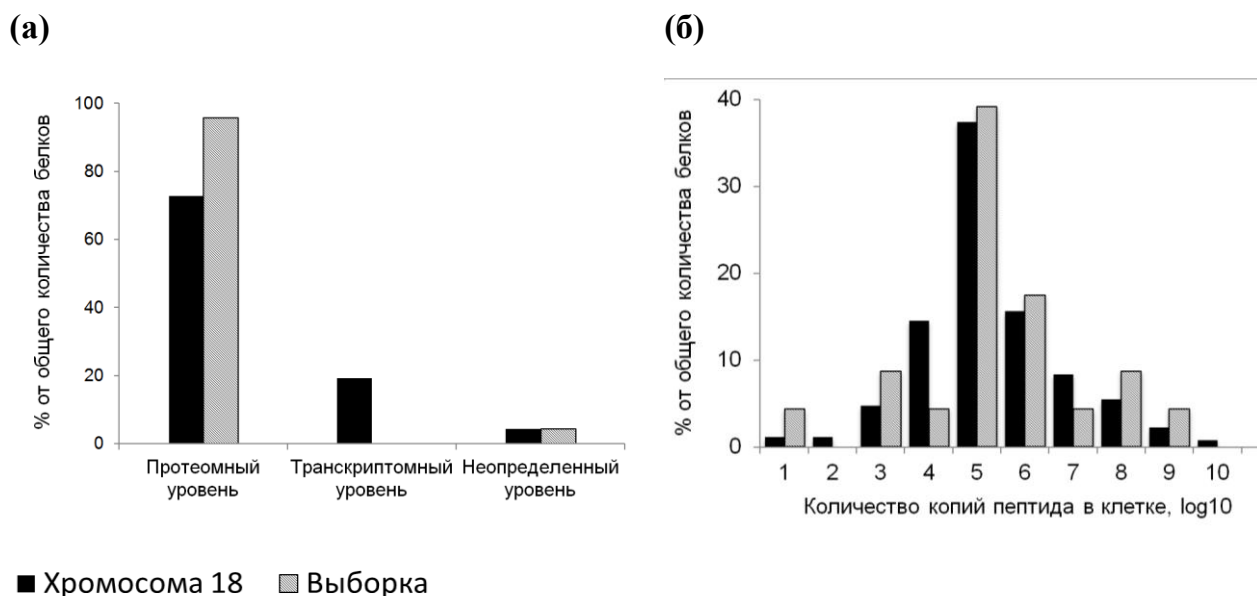 (а)
% от общего количества белков
100
80
60
40
20
0
Протеомный
уровень
Транскриптомный
уровень
Неопределенный
уровень
(б)
% от общего количества белков
40
30
20
10
0
1 2 3 4 5 6 7 8 9 10
Количество копий пептида в клетке, log10
Хромосома 18 Выборка